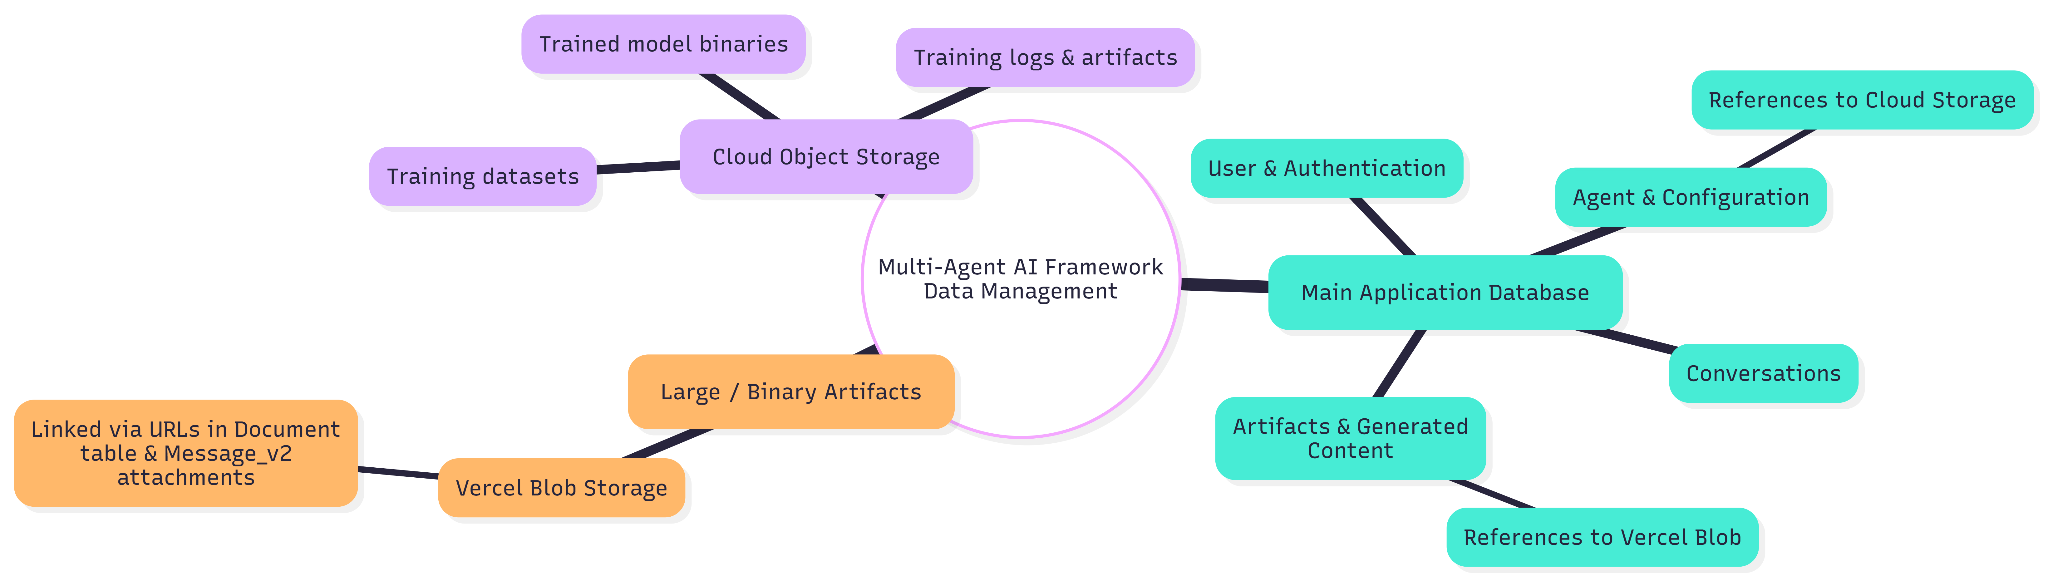 Trained model binaries
Training logs & artifacts
Training datasets
Cloud Object Storage
Multi-Agent AI Framework
Data Management
Large / Binary Artifacts
Vercel Blob Storage
Linked via URLs in Document
table & Message_v2
attachments
Main Application Database
User & Authentication
Agent & Configuration
References to Cloud Storage
Conversations
Artifacts & Generated
Content
References to Vercel Blob